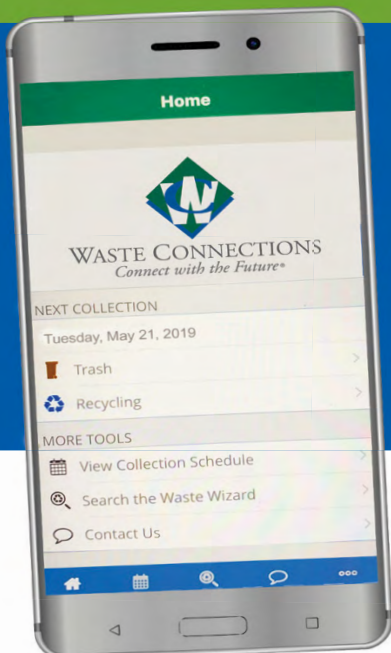 Home
WASTE CONNECTIONS
Connect with the Future®
NEXT COLLECTION
Tuesday, May 21, 2019
Trash
Recycling
MORE TOOLS
View Collection Schedule
Search the Waste Wizard
Contact Us